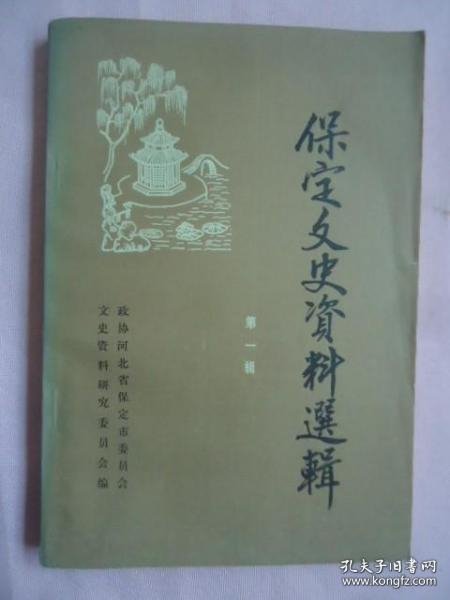 保定文史資料選輯
第一辑
政协河北省保定市委员会
文史资料研究委员会编
孔夫子旧书网
www.kongfz.com